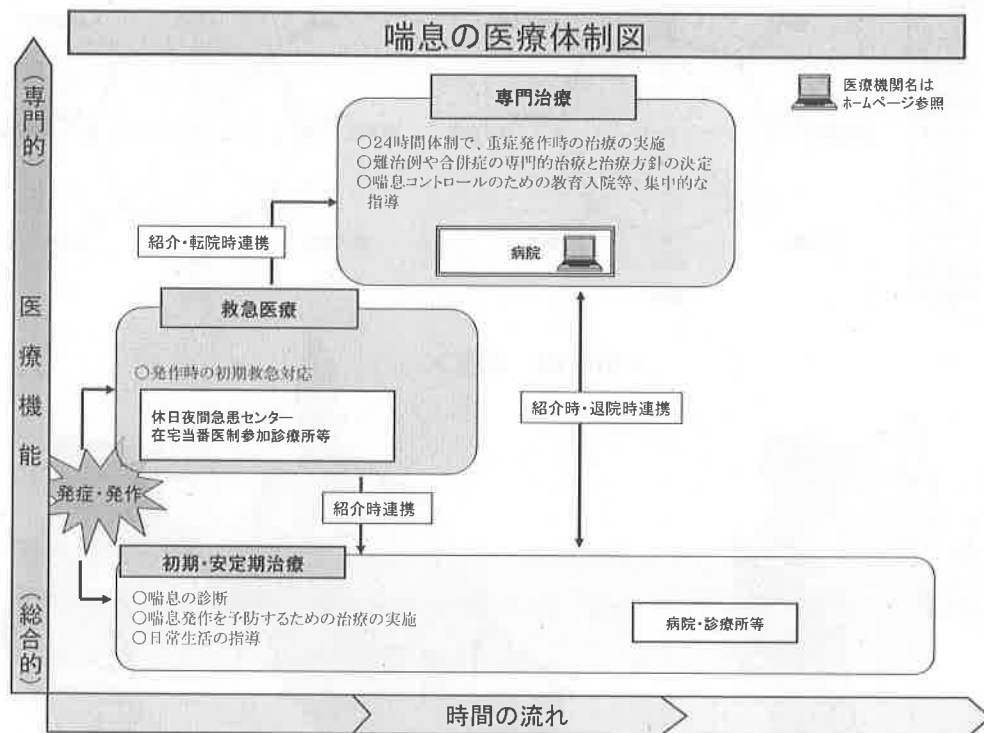 喘息の医療体制図
(専門的)
医療機能
(総合的)
医療機関名は
ホームページ参照
専門治療
○24時間体制で、重症発作時の治療の実施
○難治例や合併症の専門的治療と治療方針の決定
○喘息コントロールのための教育入院等、集中的な
指導
病院
紹介・転院時連携
救急医療
○発作時の初期救急対応
休日夜間急患センター
在宅当番医制参加診療所等
紹介時・退院時連携
発症・発作
紹介時連携
初期・安定期治療
○喘息の診断
○喘息発作を予防するための治療の実施
○日常生活の指導
病院・診療所等
時間の流れ